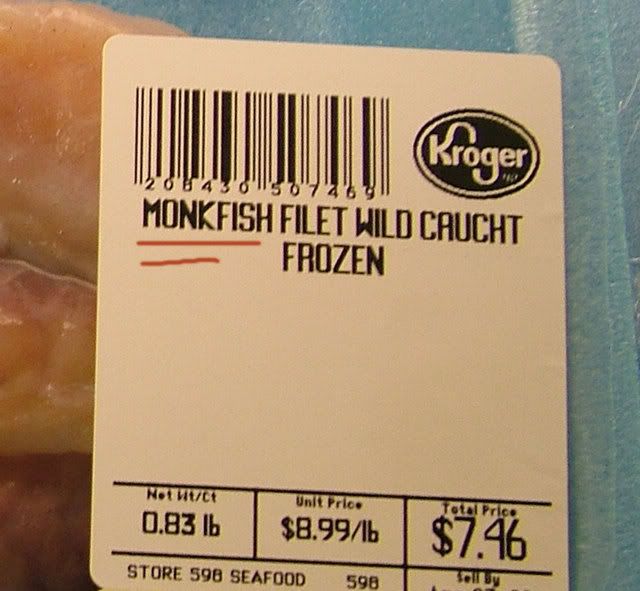 208430 507469
Kröger
MONKFISH FILET WILD CAUCHT
FROZEN
Net Wt/Ct
Unit Price
Total Price
0.83 lb
$8.99/lb
$7.46
STORE 598 SEAFOOD 598
Sell By